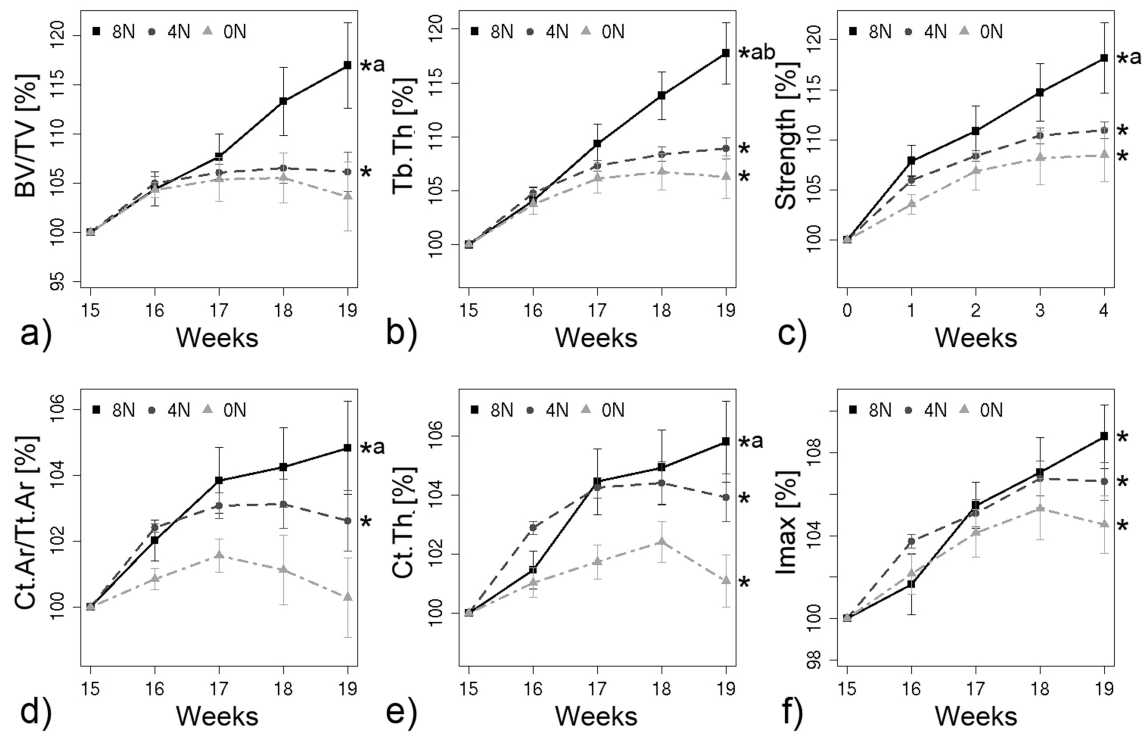 8N 4N 0N
BV/TV [%]
120
115
110
105
100
95
*a
*
15 16 17 18 19
a) Weeks
8N 4N 0N
Tb.Th [%]
120
115
110
105
100
*ab
*
*
15 16 17 18 19
b) Weeks
8N 4N 0N
Strength [%]
120
115
110
105
100
*a
*
*
0 1 2 3 4
c) Weeks
8N 4N 0N
Ct.Ar/Tt.Ar [%]
106
104
102
100
*a
*
15 16 17 18 19
d) Weeks
8N 4N 0N
Ct.Th. [%]
106
104
102
100
*a
*
*
15 16 17 18 19
e) Weeks
8N 4N 0N
Imax [%]
108
104
100
98
*
*
*
15 16 17 18 19
f) Weeks